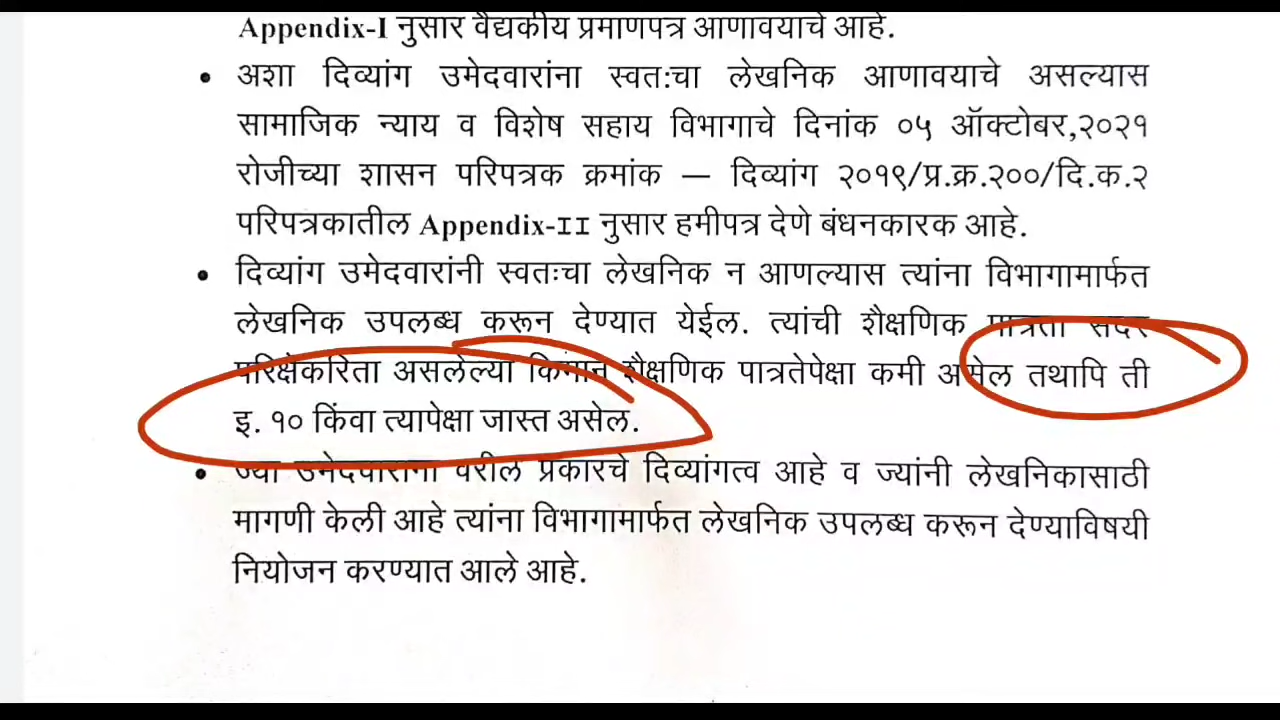 Appendix-I नुसार वैद्यकीय प्रमाणपत्र आणावयाचे आहे.
अशा दिव्यांग उमेदवारांना स्वत:चा लेखनिक आणावयाचे असल्यास
सामाजिक न्याय व विशेष सहाय विभागाचे दिनांक ०५ ऑक्टोबर,२०२१
रोजीच्या शासन परिपत्रक क्रमांक – दिव्यांग २०१९/प्र.क्र.२००/दि.क.२
परिपत्रकातील Appendix-II नुसार हमीपत्र देणे बंधनकारक आहे.
दिव्यांग उमेदवारांनी स्वतःचा लेखनिक न आणल्यास त्यांना विभागामार्फत
लेखनिक उपलब्ध करून देण्यात येईल. त्यांची शैक्षणिक पात्रता सदर
परिक्षेकरिता असलेल्या किमान शैक्षणिक पात्रतेपेक्षा कमी असेल तथापि ती
इ. १० किंवा त्यापेक्षा जास्त असेल.
ज्या उमेदवारांना वरील प्रकारचे दिव्यांगत्व आहे व ज्यांनी लेखनिकासाठी
मागणी केली आहे त्यांना विभागामार्फत लेखनिक उपलब्ध करून देण्याविषयी
नियोजन करण्यात आले आहे.